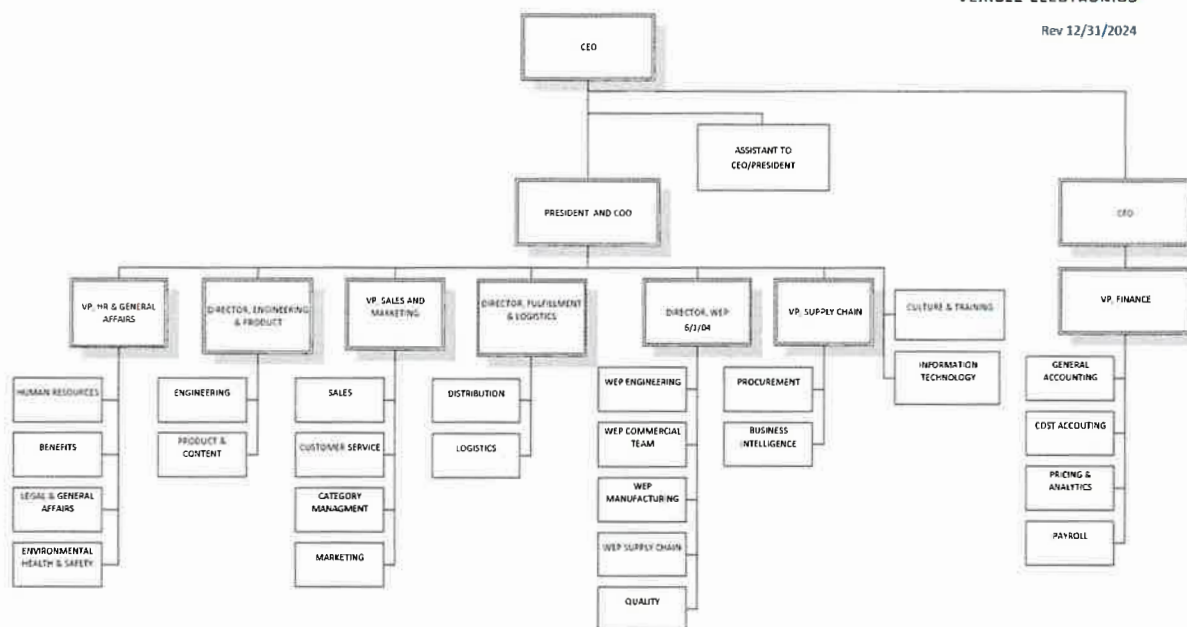 Rev 12/31/2024
CEO
ASSISTANT TO
CEO/PRESIDENT
PRESIDENT AND COO
CFO
VP, HR & GENERAL
AFFAIRS
DIRECTOR, ENGINEERING
& PRODUCT
VP, SALES AND
MARKETING
DIRECTOR, FULFILLMENT
& LOGISTICS
DIRECTOR, WEP
6/1/04
VP, SUPPLY CHAIN
CULTURE & TRAINING
INFORMATION
TECHNOLOGY
VP, FINANCE
HUMAN RESOURCES
BENEFITS
LEGAL & GENERAL
AFFAIRS
ENVIRONMENTAL
HEALTH & SAFETY
ENGINEERING
PRODUCT &
CONTENT
SALES
CUSTOMER SERVICE
CATEGORY
MANAGMENT
MARKETING
DISTRIBUTION
LOGISTICS
WEP ENGINEERING
WEP COMMERCIAL
TEAM
WEP
MANUFACTURING
WEP SUPPLY CHAIN
QUALITY
PROCUREMENT
BUSINESS
INTELLIGENCE
GENERAL
ACCOUNTING
COST ACCOUTING
PRICING &
ANALYTICS
PAYROLL